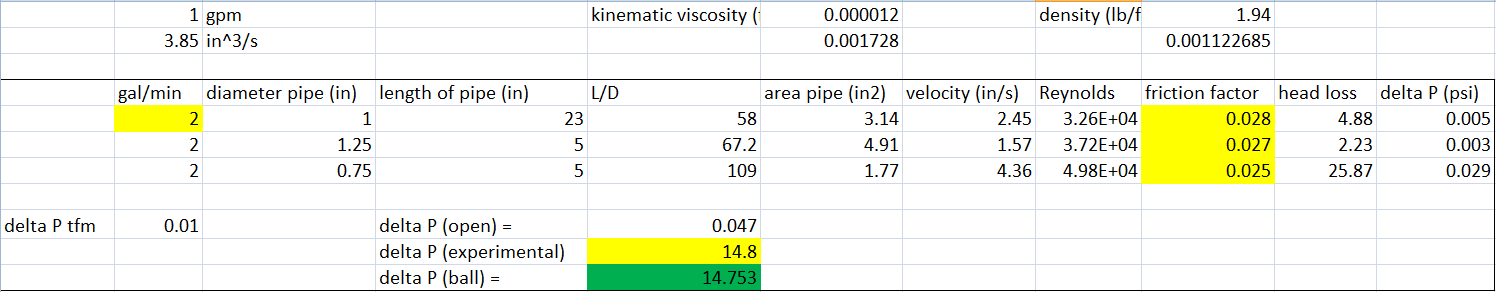 1 gpm kinematic viscosity ( 0.000012 density (lb/f 1.94
3.85 in^3/s 0.001728 0.001122685
gal/min diameter pipe (in) length of pipe (in) L/D area pipe (in2) velocity (in/s) Reynolds friction factor head loss delta P (psi)
2 1 23 58 3.14 2.45 3.26E+04 0.028 4.88 0.005
2 1.25 5 67.2 4.91 1.57 3.72E+04 0.027 2.23 0.003
2 0.75 5 109 1.77 4.36 4.98E+04 0.025 25.87 0.029
delta P tfm 0.01 delta P (open) = 0.047
delta P (experimental) 14.8
delta P (ball) = 14.753